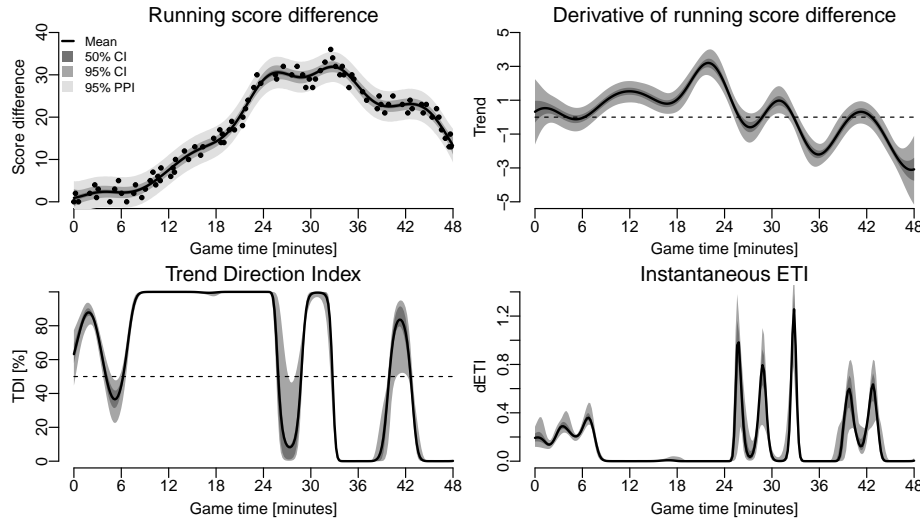 Running score difference
Score difference
0 10 20 30 40
Mean
50% CI
95% CI
95% PPI
0 6 12 18 24 30 36 42 48
Game time [minutes]
Derivative of running score difference
Trend
−5 −3 −1 1 3 5
0 6 12 18 24 30 36 42 48
Game time [minutes]
Trend Direction Index
TDI [%]
0 20 40 60 80
0 6 12 18 24 30 36 42 48
Game time [minutes]
Instantaneous ETI
dETI
0.0 0.4 0.8 1.2
0 6 12 18 24 30 36 42 48
Game time [minutes]